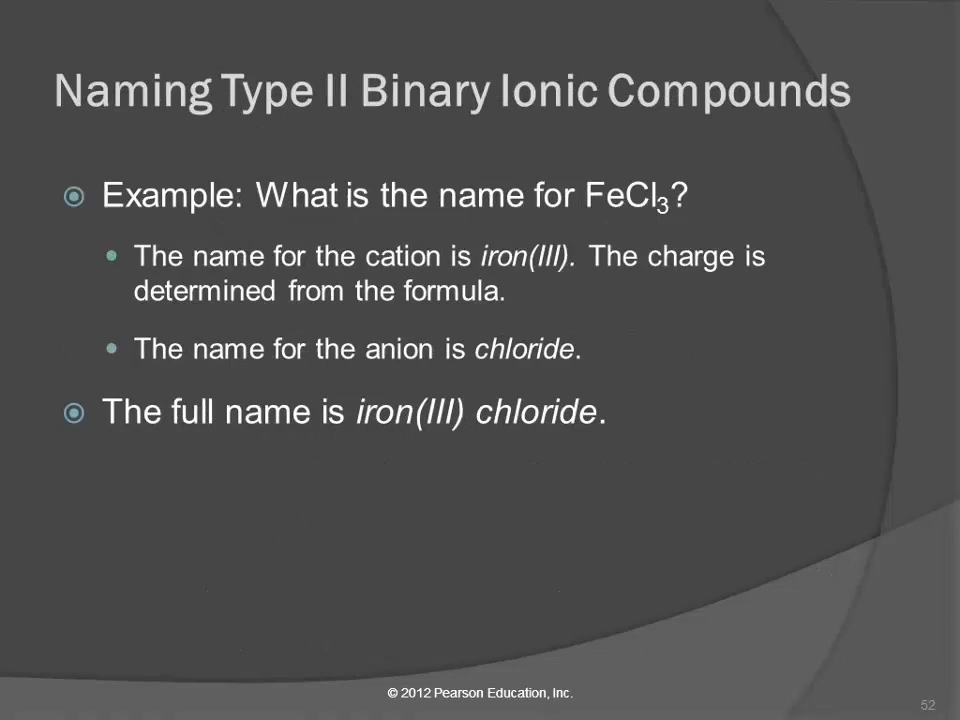 Naming Type II Binary Ionic Compounds
Example: What is the name for FeCl₃?
The name for the cation is iron(III). The charge is
determined from the formula.
The name for the anion is chloride.
The full name is iron(III) chloride.
© 2012 Pearson Education, Inc.
52